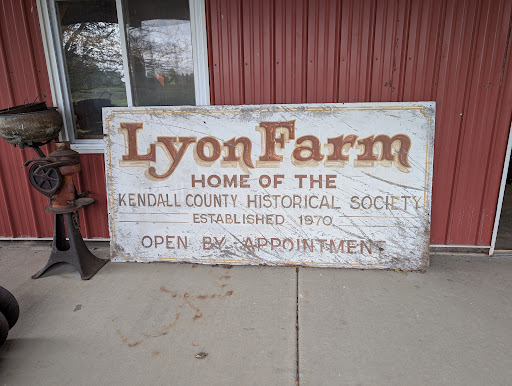 Lyon Farm
HOME OF THE
KENDALL COUNTY HISTORICAL SOCIETY
ESTABLISHED 1970
OPEN BY APPOINTMENT